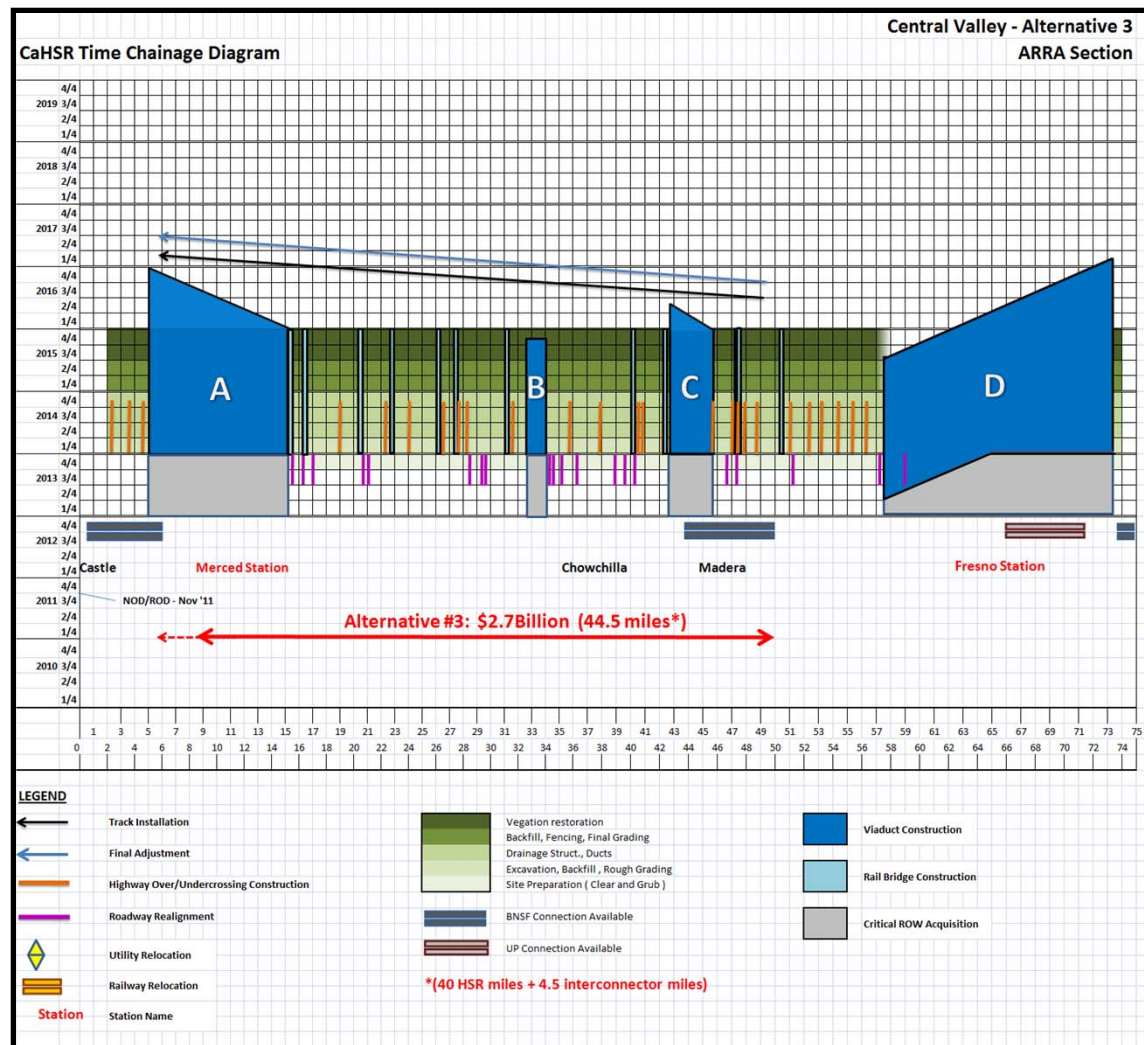 Central Valley - Alternative 3
CaHSR Time Chainage Diagram
ARRA Section
4/4
2019 3/4
2/4
1/4
4/4
2018 3/4
2/4
1/4
4/4
2017 3/4
2/4
1/4
4/4
2016 3/4
2/4
1/4
4/4
2015 3/4
2/4
1/4
4/4
2014 3/4
2/4
1/4
4/4
2013 3/4
2/4
1/4
4/4
2012 3/4
2/4
1/4
4/4
2011 3/4
2/4
1/4
4/4
2010 3/4
2/4
1/4
A
B
C
D
Castle
Merced Station
Chowchilla
Madera
Fresno Station
NOD/ROD - Nov '11
Alternative #3: $2.7Billion (44.5 miles*)
1 3 5 7 9 11 13 15 17 19 21 23 25 27 29 31 33 35 37 39 41 43 45 47 49 51 53 55 57 59 61 63 65 67 69 71 73 75
0 2 4 6 8 10 12 14 16 18 20 22 24 26 28 30 32 34 36 38 40 42 44 46 48 50 52 54 56 58 60 62 64 66 68 70 72 74
LEGEND
Track Installation
Final Adjustment
Highway Over/Undercrossing Construction
Roadway Realignment
Utility Relocation
Railway Relocation
Station Station Name
Vegation restoration
Backfill, Fencing, Final Grading
Drainage Struct., Ducts
Excavation, Backfill , Rough Grading
Site Preparation ( Clear and Grub )
BNSF Connection Available
UP Connection Available
*(40 HSR miles + 4.5 interconnector miles)
Viaduct Construction
Rail Bridge Construction
Critical ROW Acquisition